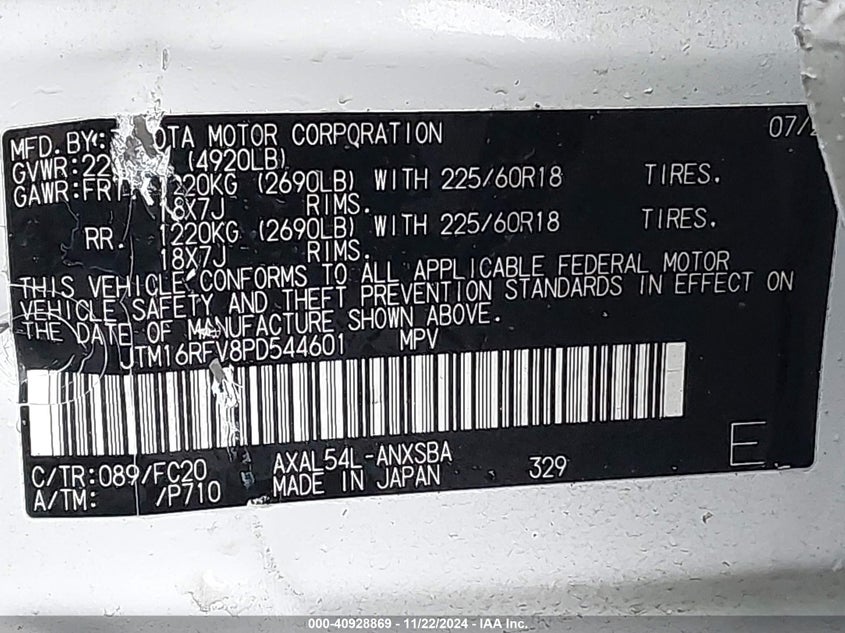 MFD. BY: TOYOTA MOTOR CORPORATION 07/
GVWR:22 (4920LB)
GAWR:FRT 1220KG (2690LB) WITH 225/60R18 TIRES.
18X7J RIMS.
RR. 1220KG (2690LB) WITH 225/60R18 TIRES.
18X7J RIMS.
THIS VEHICLE CONFORMS TO ALL APPLICABLE FEDERAL MOTOR
VEHICLE SAFETY AND THEFT PREVENTION STANDARDS IN EFFECT ON
THE DATE OF MANUFACTURE SHOWN ABOVE.
JTM16RFV8PD544601 MPV
C/TR:089/FC20 AXAL54L-ANXSBA
A/TM: /P710 MADE IN JAPAN 329 E
000-40928869 - 11/22/2024 - IAA Inc.